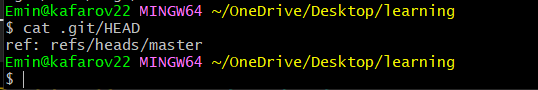 Emin@kafarov22 MINGW64 ~/OneDrive/Desktop/learning
$ cat .git/HEAD
ref: refs/heads/master
Emin@kafarov22 MINGW64 ~/OneDrive/Desktop/learning
$